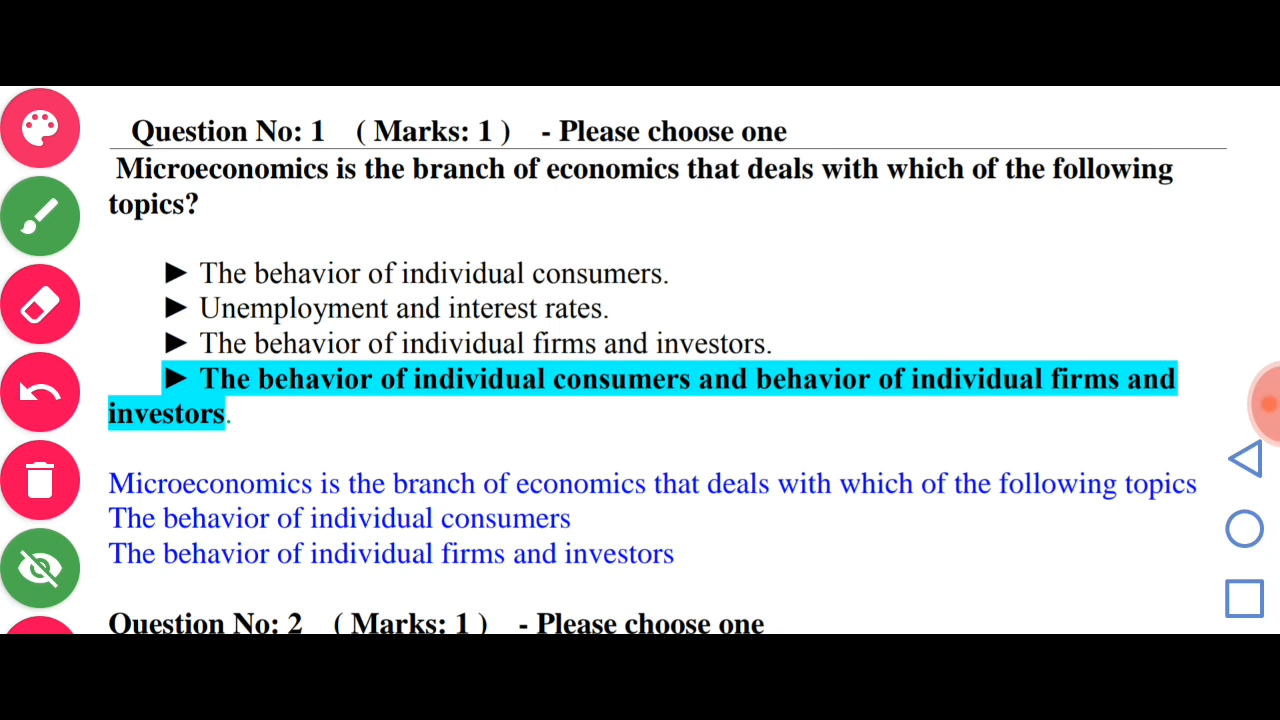 Question No: 1 ( Marks: 1 ) - Please choose one
Microeconomics is the branch of economics that deals with which of the following
topics?
► The behavior of individual consumers.
► Unemployment and interest rates.
► The behavior of individual firms and investors.
► The behavior of individual consumers and behavior of individual firms and
investors.
Microeconomics is the branch of economics that deals with which of the following topics
The behavior of individual consumers
The behavior of individual firms and investors
Question No: 2 ( Marks: 1 ) - Please choose one